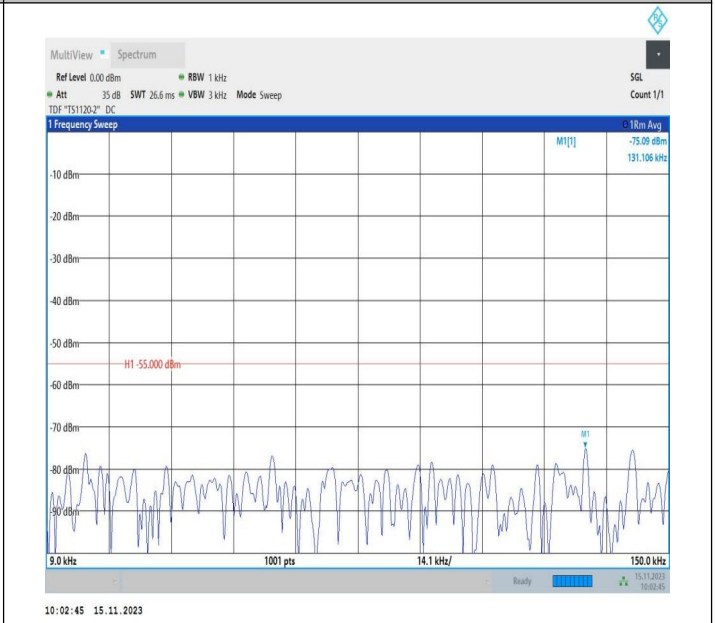 MultiView Spectrum
Ref Level 0.00 dBm RBW 1 kHz SGL
Att 35 dB SWT 26.6 ms VBW 3 kHz Mode Sweep Count 1/1
TDF "TS1120-2" DC
1 Frequency Sweep 1Rm Avg
M1[1] -75.09 dBm
131.106 kHz
-10 dBm
-20 dBm
-30 dBm
-40 dBm
-50 dBm
H1 -55.000 dBm
-60 dBm
-70 dBm
M1
-80 dBm
-90 dBm
9.0 kHz 1001 pts 14.1 kHz/ 150.0 kHz
Ready 15.11.2023
10:02:45
10:02:45 15.11.2023